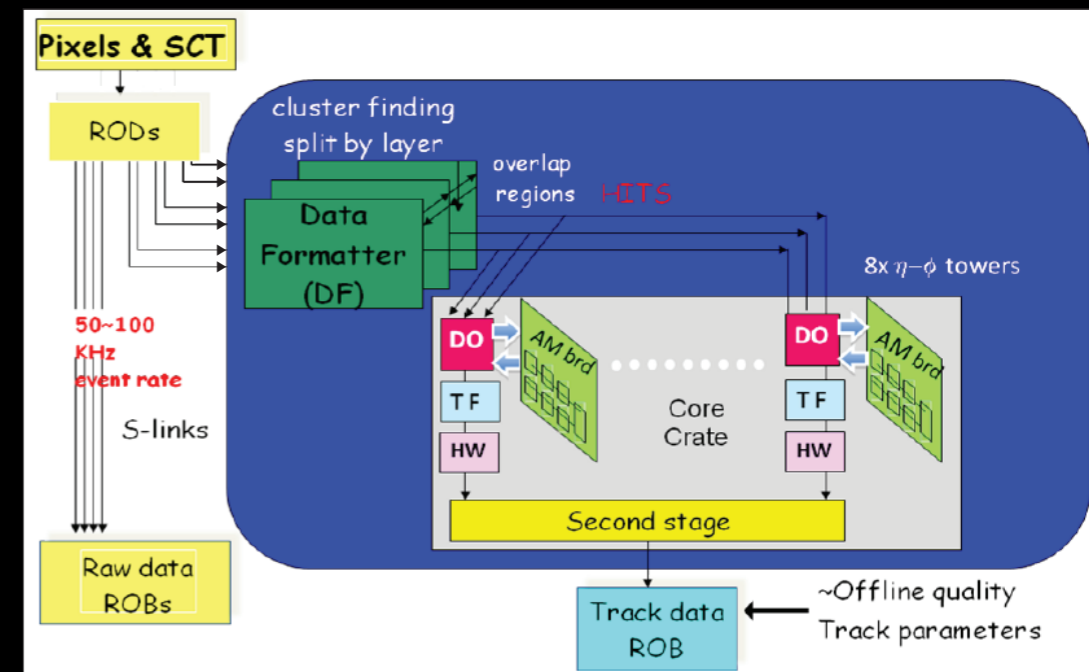 Pixels & SCT
RODs
cluster finding
split by layer
overlap
regions
HITS
Data
Formatter
(DF)
8x η−φ towers
50~100
KHz
event rate
S-links
DO
AM brd
TF
HW
Core
Crate
DO
AM brd
TF
HW
Second stage
Raw data
ROBs
Track data
ROB
~Offline quality
Track parameters